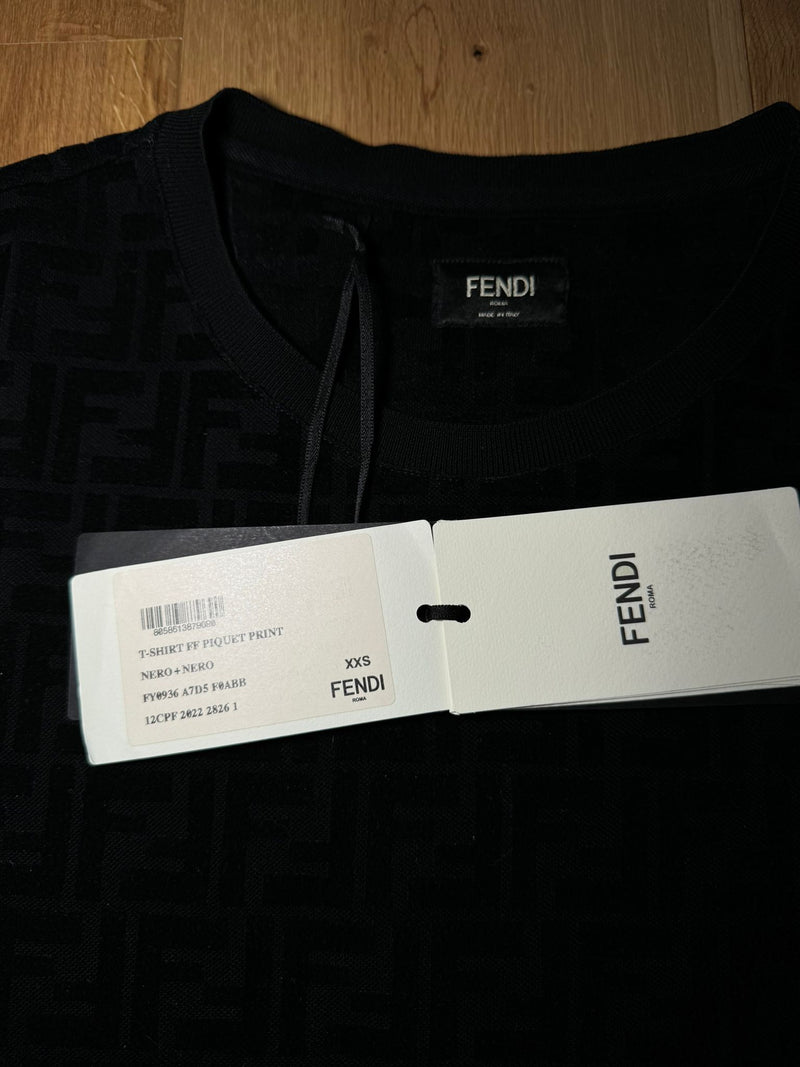 FENDI
ROMA
MADE IN ITALY
8058613879088
T-SHIRT FF PIQUET PRINT
NERO+NERO
FY0936 A7D5 F0ABB
12CPF 2022 2826 1
XXS
FENDI
ROMA
FENDI
ROMA